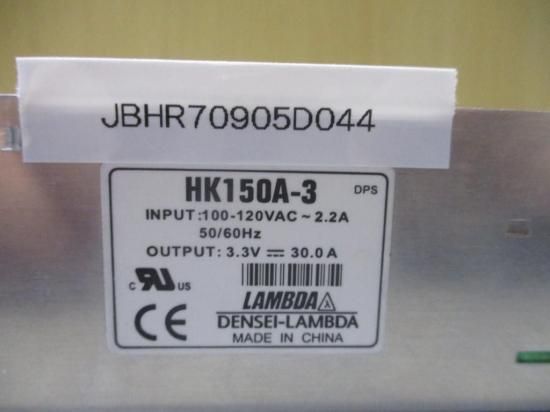 JBHR70905D044
HK150A-3 DPS
INPUT:100-120VAC~2.2A
50/60Hz
OUTPUT: 3.3V ⎓ 30.0A
c RU US
LAMBDA
CE
DENSEI-LAMBDA
MADE IN CHINA